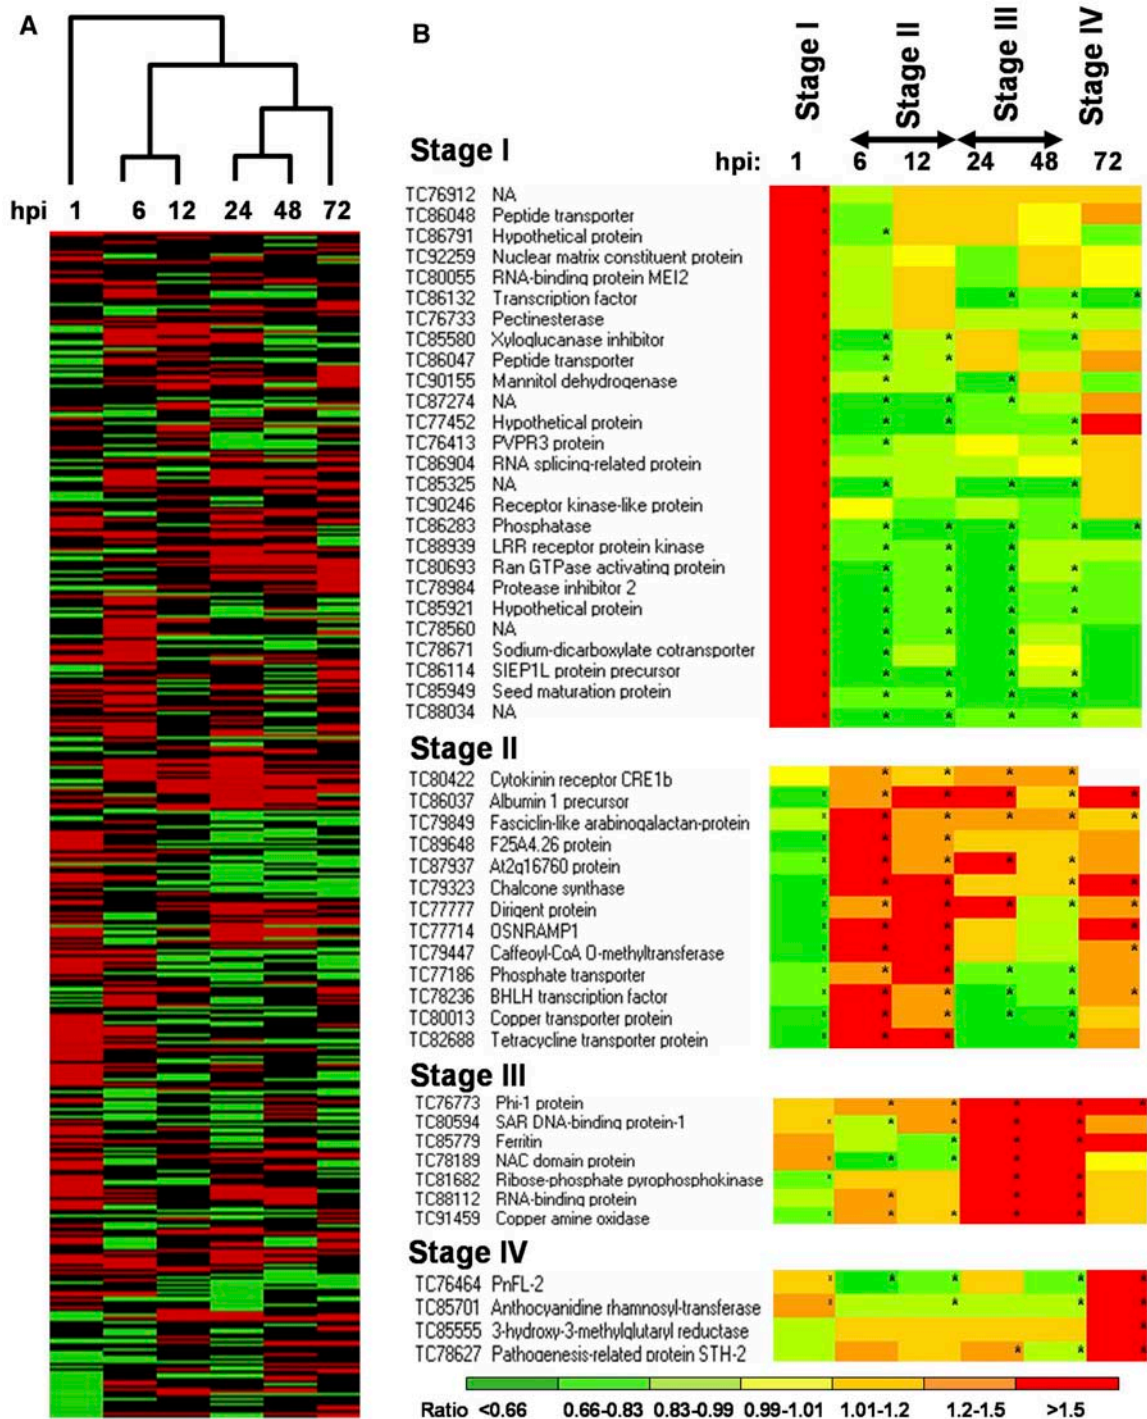 A
hpi 1 6 12 24 48 72
B
Stage I
Stage II
Stage III
Stage IV
hpi: 1 6 12 24 48 72
Stage I
TC76912 NA
TC86048 Peptide transporter
TC86791 Hypothetical protein
TC92259 Nuclear matrix constituent protein
TC80055 RNA-binding protein MEI2
TC86132 Transcription factor
TC76733 Pectinesterase
TC85580 Xyloglucanase inhibitor
TC86047 Peptide transporter
TC90155 Mannitol dehydrogenase
TC87274 NA
TC77452 Hypothetical protein
TC76413 PVPR3 protein
TC86904 RNA splicing-related protein
TC85325 NA
TC90246 Receptor kinase-like protein
TC86283 Phosphatase
TC88939 LRR receptor protein kinase
TC80693 Ran GTPase activating protein
TC78984 Protease inhibitor 2
TC85921 Hypothetical protein
TC78560 NA
TC78671 Sodium-dicarboxylate cotransporter
TC86114 SIEP1L protein precursor
TC85949 Seed maturation protein
TC88034 NA
Stage II
TC80422 Cytokinin receptor CRE1b
TC86037 Albumin 1 precursor
TC79849 Fasciclin-like arabinogalactan-protein
TC89648 F25A4.26 protein
TC87937 At2g16760 protein
TC79323 Chalcone synthase
TC77777 Dirigent protein
TC77714 OSNRAMP1
TC79447 Caffeoyl-CoA O-methyltransferase
TC77186 Phosphate transporter
TC78236 BHLH transcription factor
TC80013 Copper transporter protein
TC82688 Tetracycline transporter protein
Stage III
TC76773 Phi-1 protein
TC80594 SAR DNA-binding protein-1
TC85779 Ferritin
TC78189 NAC domain protein
TC81682 Ribose-phosphate pyrophosphokinase
TC88112 RNA-binding protein
TC91459 Copper amine oxidase
Stage IV
TC76464 PnFL-2
TC85701 Anthocyanidine rhamnosyl-transferase
TC85555 3-hydroxy-3-methylglutaryl reductase
TC78627 Pathogenesis-related protein STH-2
Ratio <0.66 0.66-0.83 0.83-0.99 0.99-1.01 1.01-1.2 1.2-1.5 >1.5